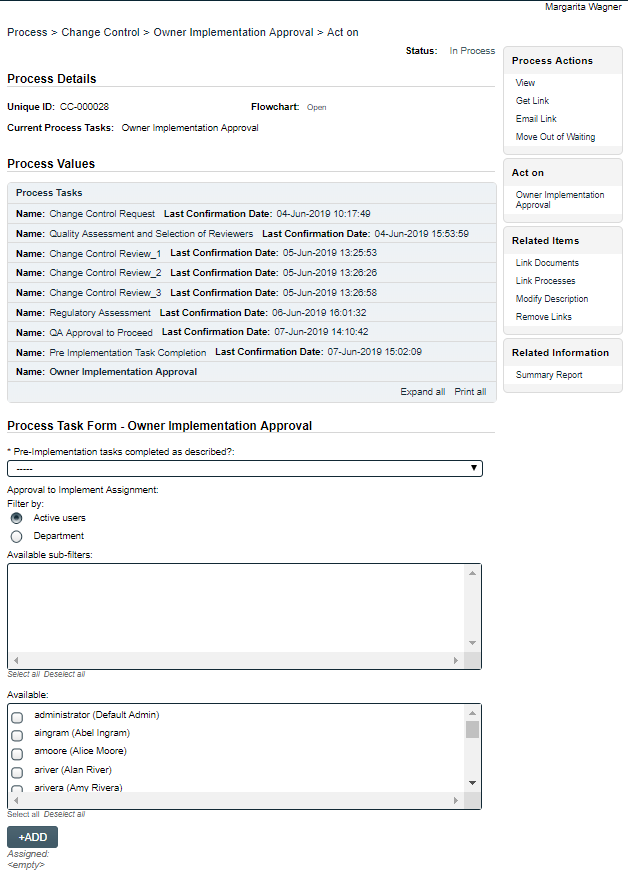 Margarita Wagner
Process > Change Control > Owner Implementation Approval > Act on
Status: In Process
Process Details
Unique ID: CC-000028 Flowchart: Open
Current Process Tasks: Owner Implementation Approval
Process Values
Process Tasks
Name: Change Control Request Last Confirmation Date: 04-Jun-2019 10:17:49
Name: Quality Assessment and Selection of Reviewers Last Confirmation Date: 04-Jun-2019 15:53:59
Name: Change Control Review_1 Last Confirmation Date: 05-Jun-2019 13:25:53
Name: Change Control Review_2 Last Confirmation Date: 05-Jun-2019 13:26:26
Name: Change Control Review_3 Last Confirmation Date: 05-Jun-2019 13:26:58
Name: Regulatory Assessment Last Confirmation Date: 06-Jun-2019 16:01:32
Name: QA Approval to Proceed Last Confirmation Date: 07-Jun-2019 14:10:42
Name: Pre Implementation Task Completion Last Confirmation Date: 07-Jun-2019 15:02:09
Name: Owner Implementation Approval
Expand all Print all
Process Task Form - Owner Implementation Approval
* Pre-Implementation tasks completed as described?:
-----
Approval to Implement Assignment:
Filter by:
Active users
Department
Available sub-filters:
Select all Deselect all
Available:
administrator (Default Admin)
aingram (Abel Ingram)
amoore (Alice Moore)
ariver (Alan River)
arivera (Amy Rivera)
Select all Deselect all
+ADD
Assigned:
<empty>
Process Actions
View
Get Link
Email Link
Move Out of Waiting
Act on
Owner Implementation
Approval
Related Items
Link Documents
Link Processes
Modify Description
Remove Links
Related Information
Summary Report